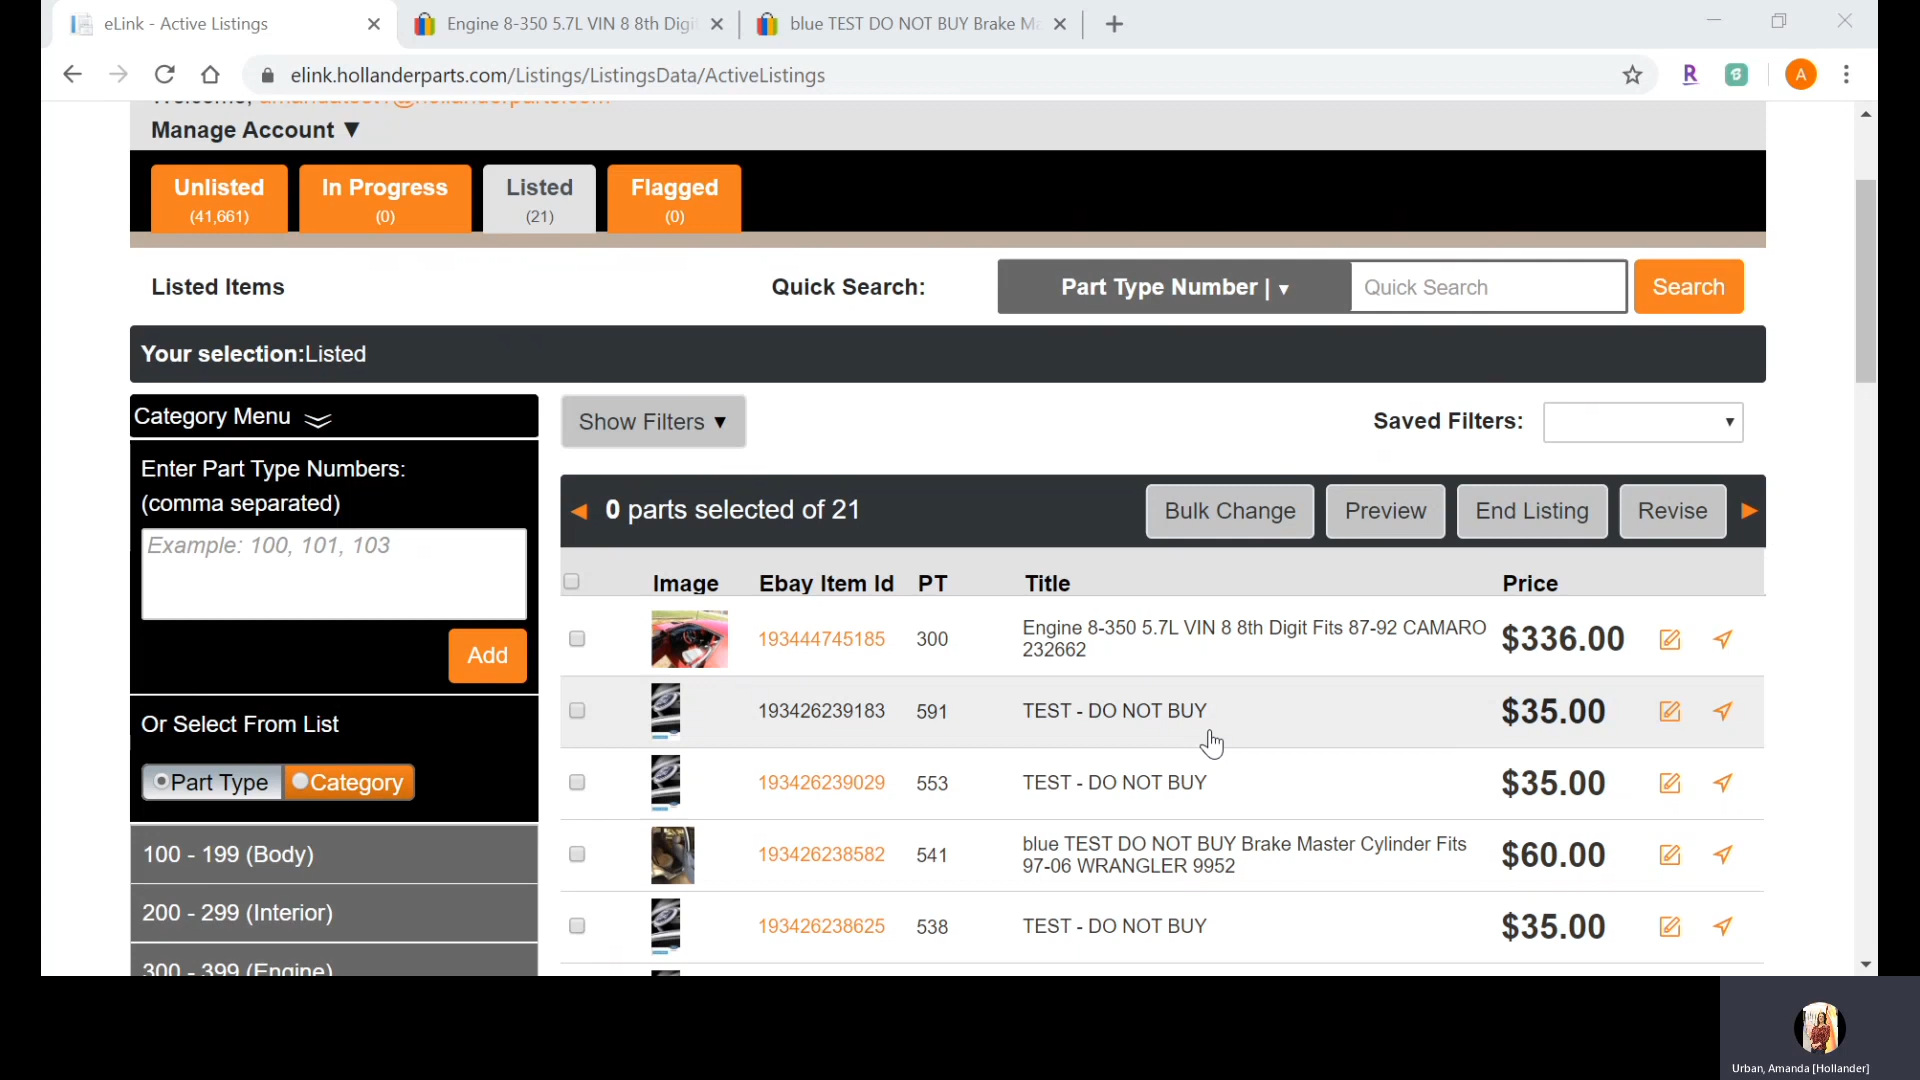 eLink - Active Listings
Engine 8-350 5.7L VIN 8 8th Digi
blue TEST DO NOT BUY Brake Ma
elink.hollanderparts.com/Listings/ListingsData/ActiveListings
R
A
Manage Account ▼
Unlisted
(41,661)
In Progress
(0)
Listed
(21)
Flagged
(0)
Listed Items
Quick Search:
Part Type Number | ▼
Quick Search
Search
Your selection:Listed
Category Menu
Show Filters ▼
Saved Filters:
Enter Part Type Numbers:
(comma separated)
Example: 100, 101, 103
Add
Or Select From List
Part Type
Category
100 - 199 (Body)
200 - 299 (Interior)
300 - 399 (Engine)
0 parts selected of 21
Bulk Change
Preview
End Listing
Revise
Image Ebay Item Id PT Title Price
193444745185 300 Engine 8-350 5.7L VIN 8 8th Digit Fits 87-92 CAMARO $336.00
232662
193426239183 591 TEST - DO NOT BUY $35.00
193426239029 553 TEST - DO NOT BUY $35.00
193426238582 541 blue TEST DO NOT BUY Brake Master Cylinder Fits $60.00
97-06 WRANGLER 9952
193426238625 538 TEST - DO NOT BUY $35.00
Urban, Amanda [Hollander]